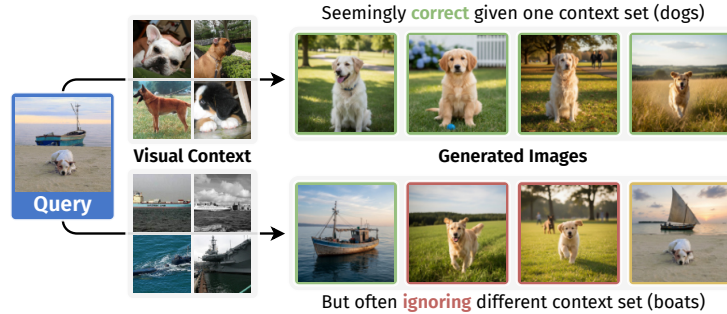 Seemingly correct given one context set (dogs)
Visual Context
Generated Images
Query
But often ignoring different context set (boats)